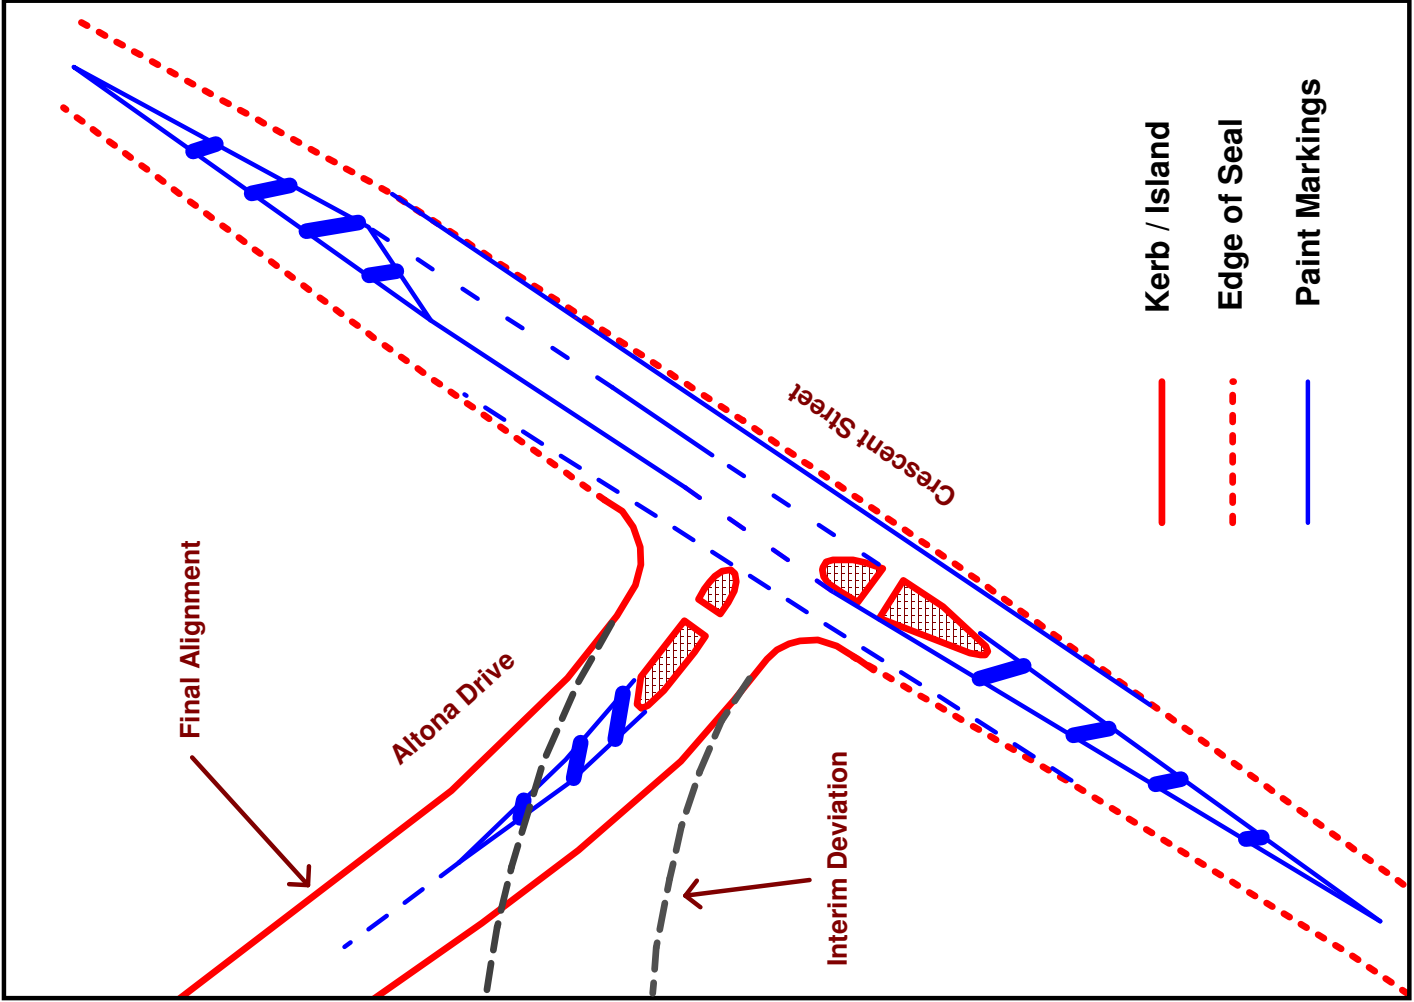 Kerb / Island
Edge of Seal
Paint Markings
Crescent Street
Final Alignment
Altona Drive
Interim Deviation